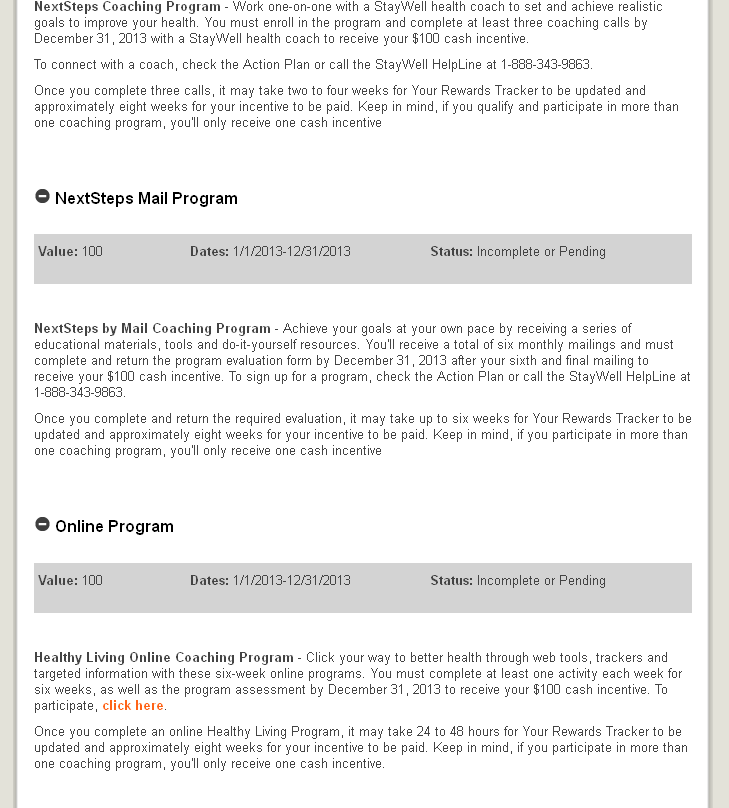 NextSteps Coaching Program - Work one-on-one with a StayWell health coach to set and achieve realistic
goals to improve your health. You must enroll in the program and complete at least three coaching calls by
December 31, 2013 with a StayWell health coach to receive your $100 cash incentive.
To connect with a coach, check the Action Plan or call the StayWell HelpLine at 1-888-343-9863.
Once you complete three calls, it may take two to four weeks for Your Rewards Tracker to be updated and
approximately eight weeks for your incentive to be paid. Keep in mind, if you qualify and participate in more than
one coaching program, you'll only receive one cash incentive
NextSteps Mail Program
Value: 100 Dates: 1/1/2013-12/31/2013 Status: Incomplete or Pending
NextSteps by Mail Coaching Program - Achieve your goals at your own pace by receiving a series of
educational materials, tools and do-it-yourself resources. You'll receive a total of six monthly mailings and must
complete and return the program evaluation form by December 31, 2013 after your sixth and final mailing to
receive your $100 cash incentive. To sign up for a program, check the Action Plan or call the StayWell HelpLine at
1-888-343-9863.
Once you complete and return the required evaluation, it may take up to six weeks for Your Rewards Tracker to be
updated and approximately eight weeks for your incentive to be paid. Keep in mind, if you participate in more than
one coaching program, you'll only receive one cash incentive
Online Program
Value: 100 Dates: 1/1/2013-12/31/2013 Status: Incomplete or Pending
Healthy Living Online Coaching Program - Click your way to better health through web tools, trackers and
targeted information with these six-week online programs. You must complete at least one activity each week for
six weeks, as well as the program assessment by December 31, 2013 to receive your $100 cash incentive. To
participate, click here.
Once you complete an online Healthy Living Program, it may take 24 to 48 hours for Your Rewards Tracker to be
updated and approximately eight weeks for your incentive to be paid. Keep in mind, if you participate in more than
one coaching program, you'll only receive one cash incentive.